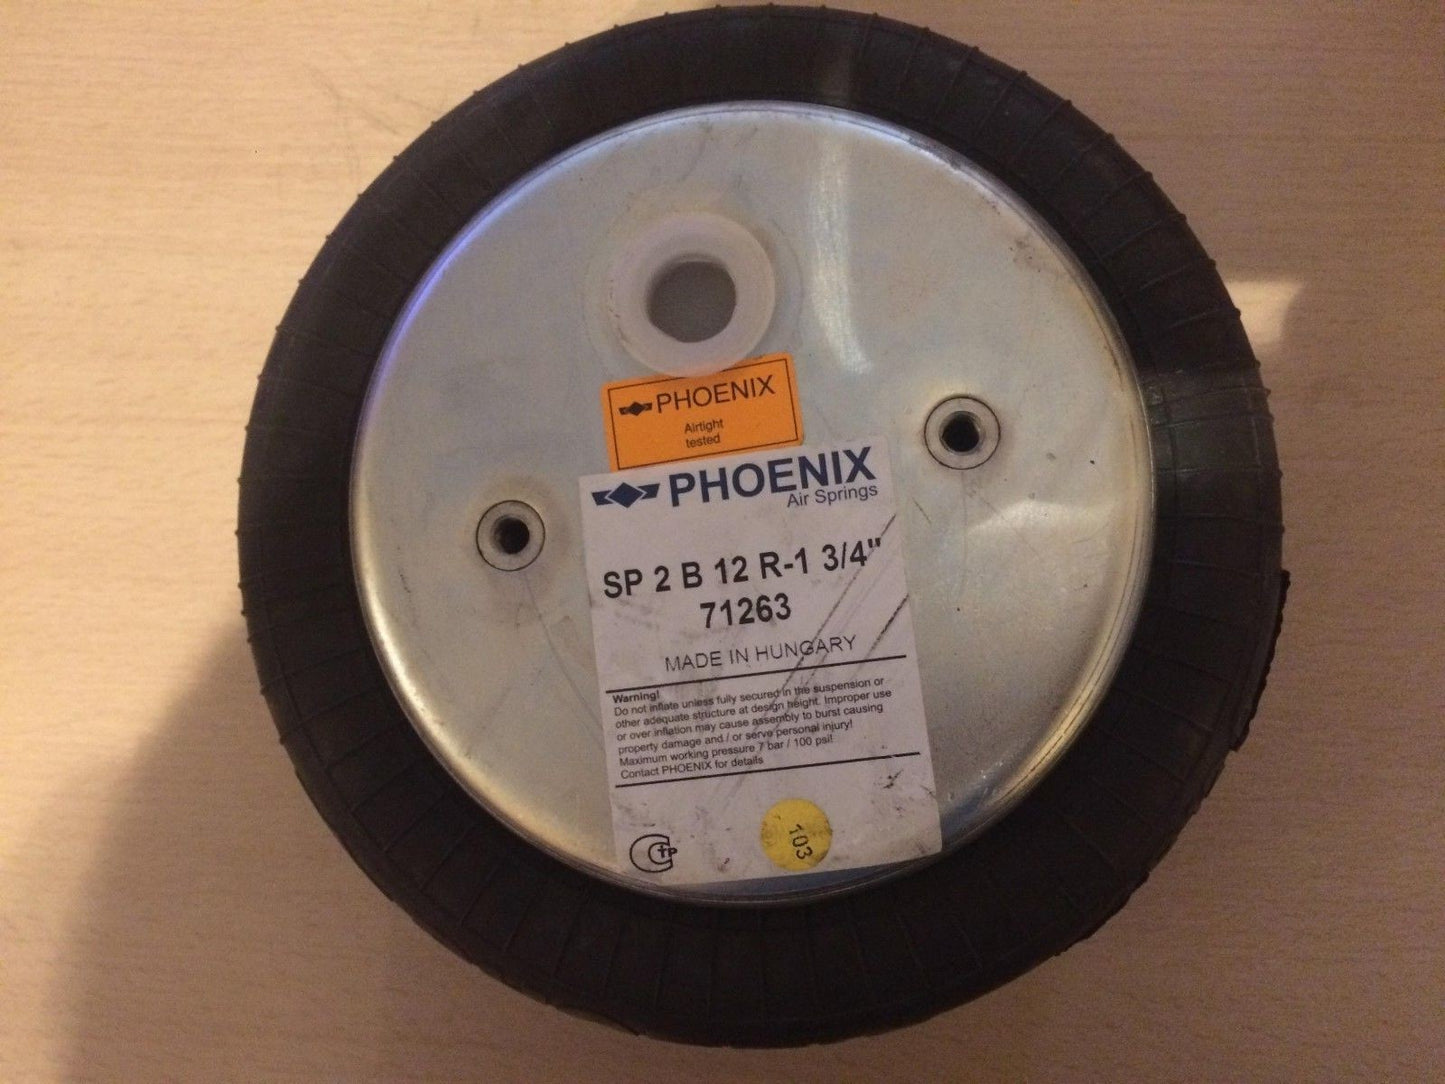 PHOENIX
Airtight
tested
PHOENIX
Air Springs
SP 2 B 12 R-1 3/4"
71263
MADE IN HUNGARY
Warning!
Do not inflate unless fully secured in the suspension or
other adequate structure at design height. Improper use
or over inflation may cause assembly to burst causing
property damage and / or serve personal injury!
Maximum working pressure 7 bar / 100 psi!
Contact PHOENIX for details
103